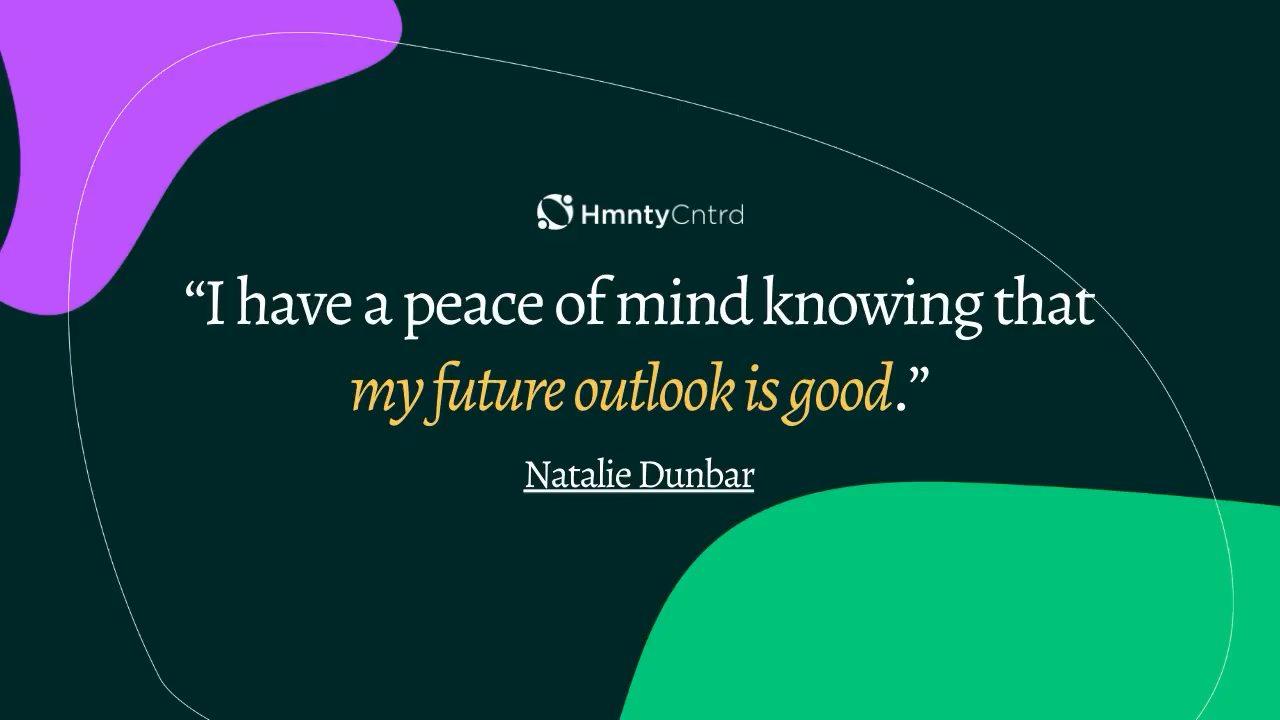 HmntyCntrd
“I have a peace of mind knowing that
my future outlook is good.”
Natalie Dunbar